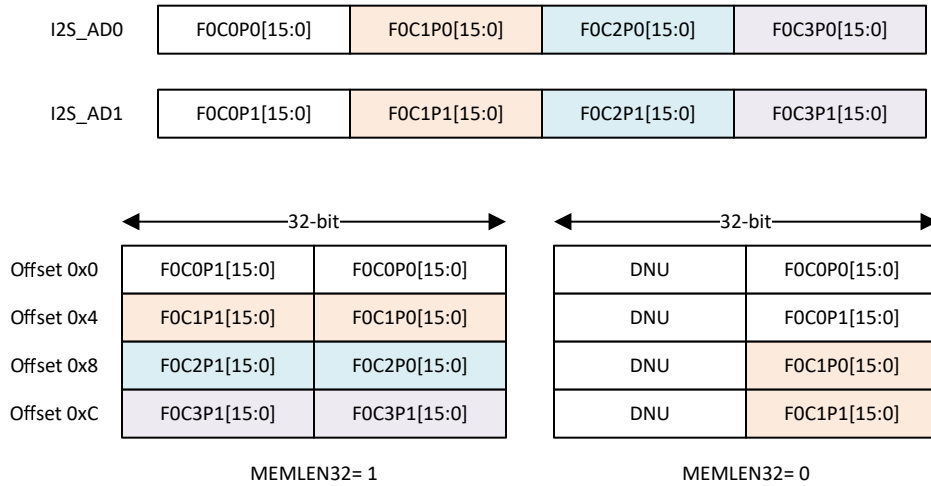 I2S_AD0 F0C0P0[15:0] F0C1P0[15:0] F0C2P0[15:0] F0C3P0[15:0]
I2S_AD1 F0C0P1[15:0] F0C1P1[15:0] F0C2P1[15:0] F0C3P1[15:0]
32-bit 32-bit
Offset 0x0 F0C0P1[15:0] F0C0P0[15:0] DNU F0C0P0[15:0]
Offset 0x4 F0C1P1[15:0] F0C1P0[15:0] DNU F0C0P1[15:0]
Offset 0x8 F0C2P1[15:0] F0C2P0[15:0] DNU F0C1P0[15:0]
Offset 0xC F0C3P1[15:0] F0C3P1[15:0] DNU F0C1P1[15:0]
MEMLEN32= 1 MEMLEN32= 0